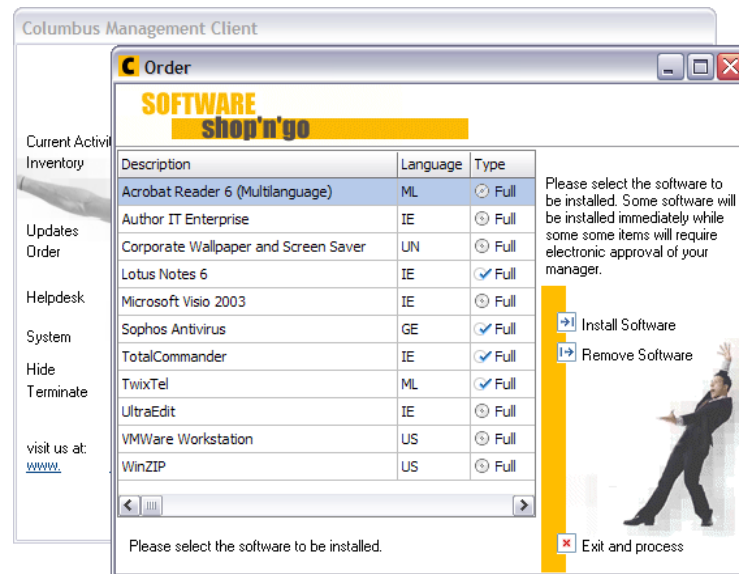 Columbus Management Client
C Order
SOFTWARE
shop'n'go
Current Activi
Inventory
Updates
Order
Helpdesk
System
Hide
Terminate
visit us at:
www.
Description Language Type
Acrobat Reader 6 (Multilanguage) ML Full
Author IT Enterprise IE Full
Corporate Wallpaper and Screen Saver UN Full
Lotus Notes 6 IE Full
Microsoft Visio 2003 IE Full
Sophos Antivirus GE Full
TotalCommander IE Full
TwixTel ML Full
UltraEdit IE Full
VMWare Workstation US Full
WinZIP US Full
Please select the software to be installed.
Please select the software to
be installed. Some software will
be installed immediately while
some some items will require
electronic approval of your
manager.
Install Software
Remove Software
Exit and process